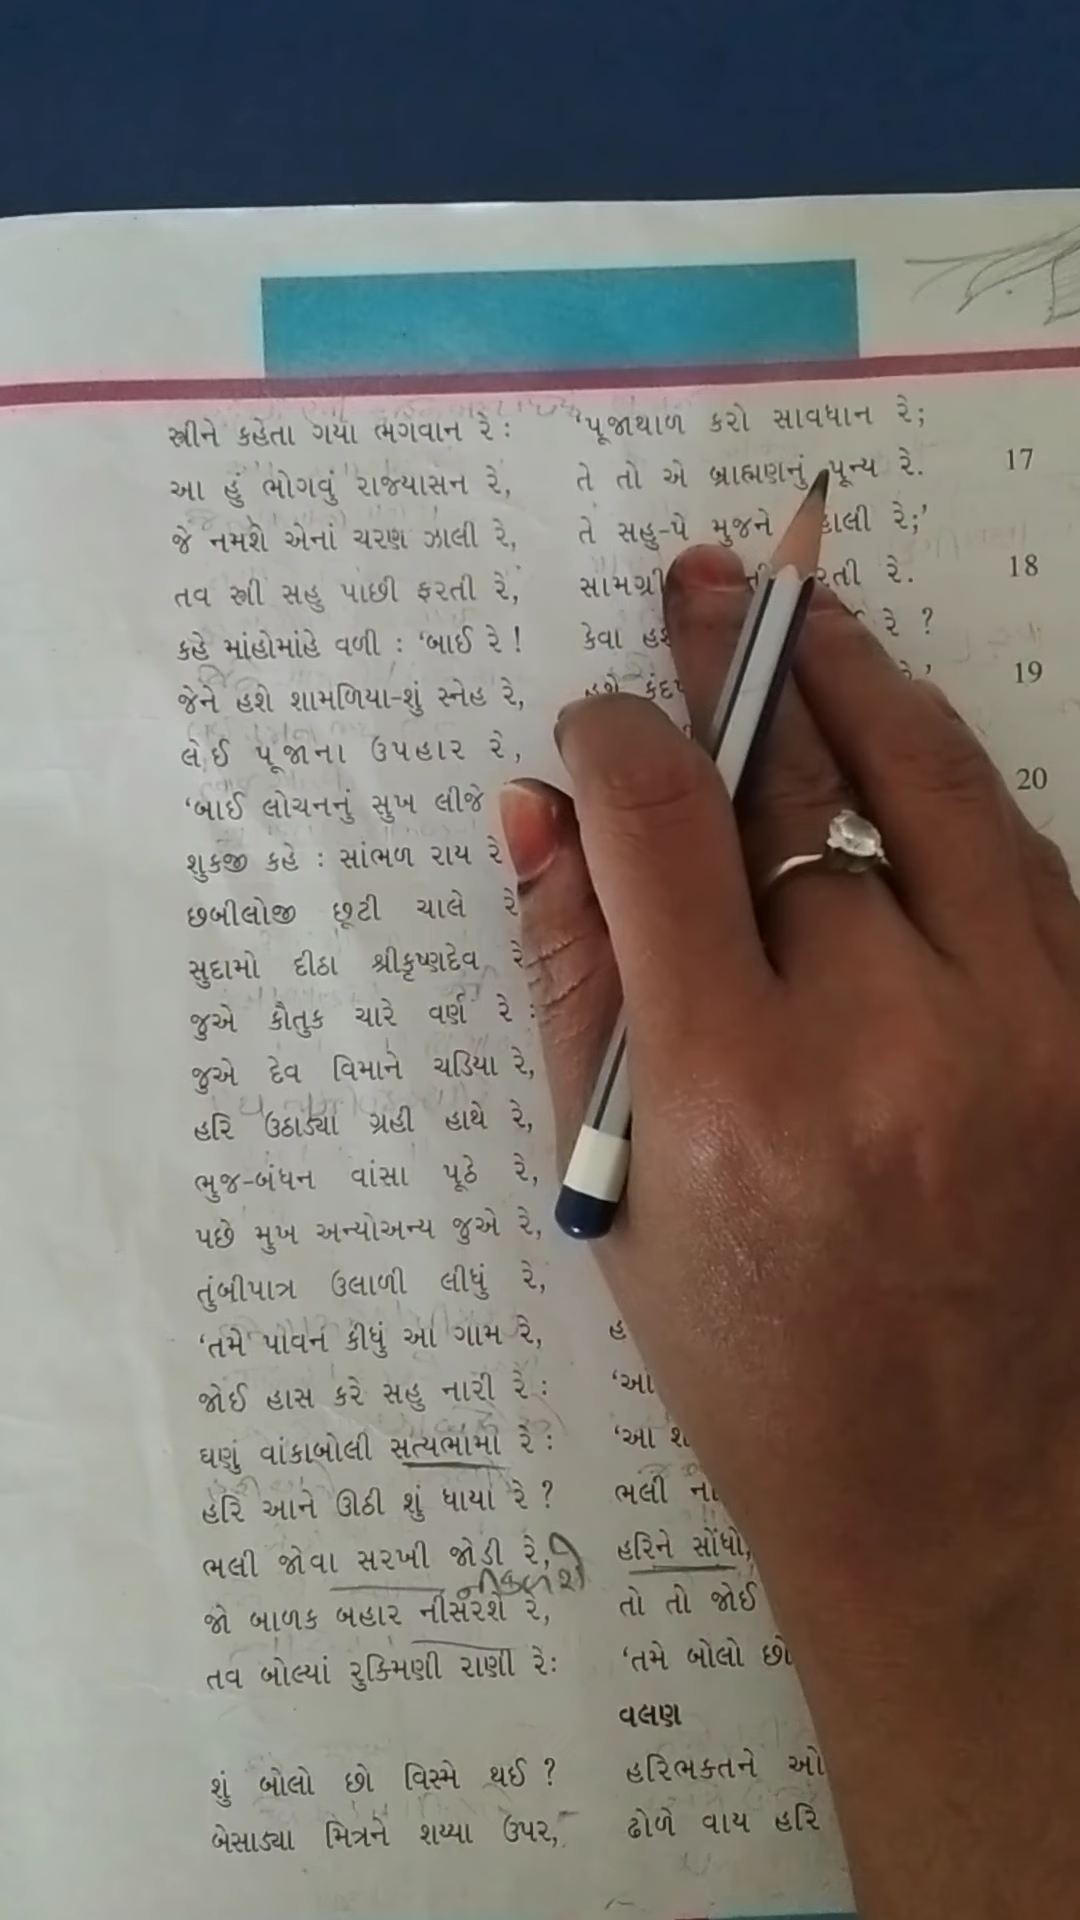 સ્ત્રીને કહેતા ગયા ભગવાન રે : 'પૂજાથાળ કરો સાવધાન રે;
આ હું ભોગવું રાજ્યાસન રે, તે તો એ બ્રાહ્મણનું પૂન્ય રે. 17
જે નમશે એનાં ચરણ ઝાલી રે, તે સહુ-પે મુજને
તવ સ્ત્રી સહુ પાછી ફરતી રે, સામગ્રી રે. 18
કહે માંહોમાંહે વળી : 'બાઈ રે ! કેવા રે ?
જેને હશે શામળિયા-શું સ્નેહ રે, હશે 19
લેઈ પૂજાના ઉપહાર રે,
'બાઈ લોચનનું સુખ લીજે 20
શુકજી કહે : સાંભળ રાય રે
છબીલોજી છૂટી ચાલે રે
સુદામો દીઠા શ્રીકૃષ્ણદેવ રે
જુએ કૌતુક ચારે વર્ણ રે :
જુએ દેવ વિમાને ચડિયા રે,
હરિ ઉઠાડ્યા ગ્રહી હાથે રે,
ભુજ-બંધન વાંસા પૂઠે રે,
પછે મુખ અન્યોઅન્ય જુએ રે,
તુંબીપાત્ર ઉલાળી લીધું રે,
'તમે પાવન કીધું આ ગામ રે,
જોઈ હાસ કરે સહુ નારી રે : 'આ
ઘણું વાંકાબોલી સત્યભામા રે : 'આ
હરિ આને ઊઠી શું ધાયા રે ? ભલી
ભલી જોવા સરખી જોડી રે, હરિને સોંધો,
નીકળશે
જો બાળક બહાર નીસરશે રે, તો તો જોઈ
તવ બોલ્યાં રુક્મિણી રાણી રેઃ 'તમે બોલો છો
વલણ
શું બોલો છો વિસ્મે થઈ ? હરિભક્તને
બેસાડ્યા મિત્રને શય્યા ઉપર, ઢોળે વાય હરિ